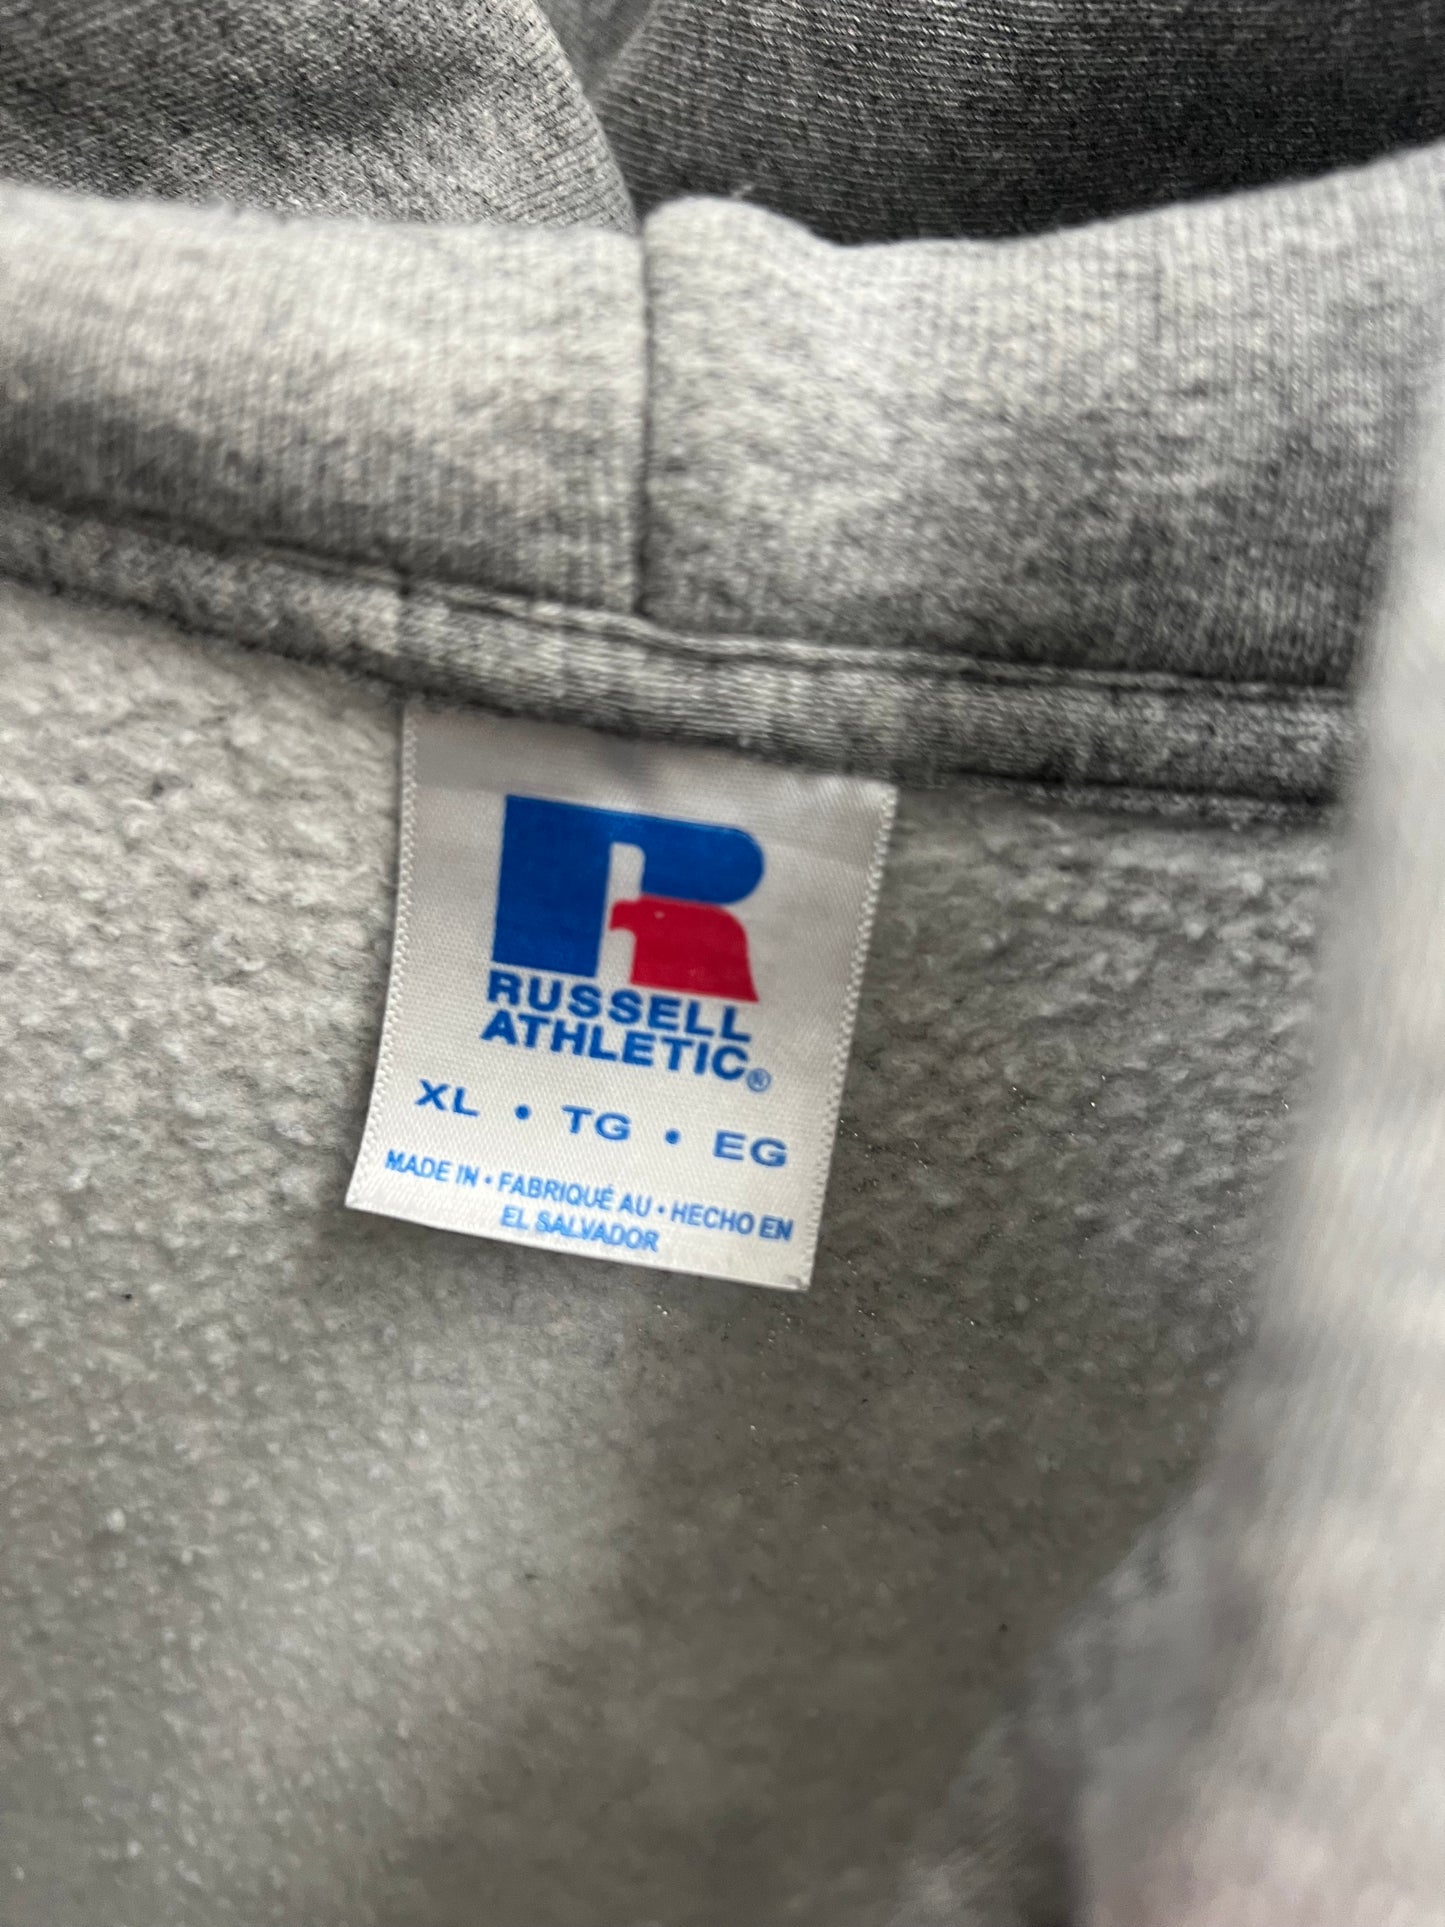 RUSSELL
ATHLETIC®
XL • TG • EG
MADE IN • FABRIQUÉ AU • HECHO EN
EL SALVADOR